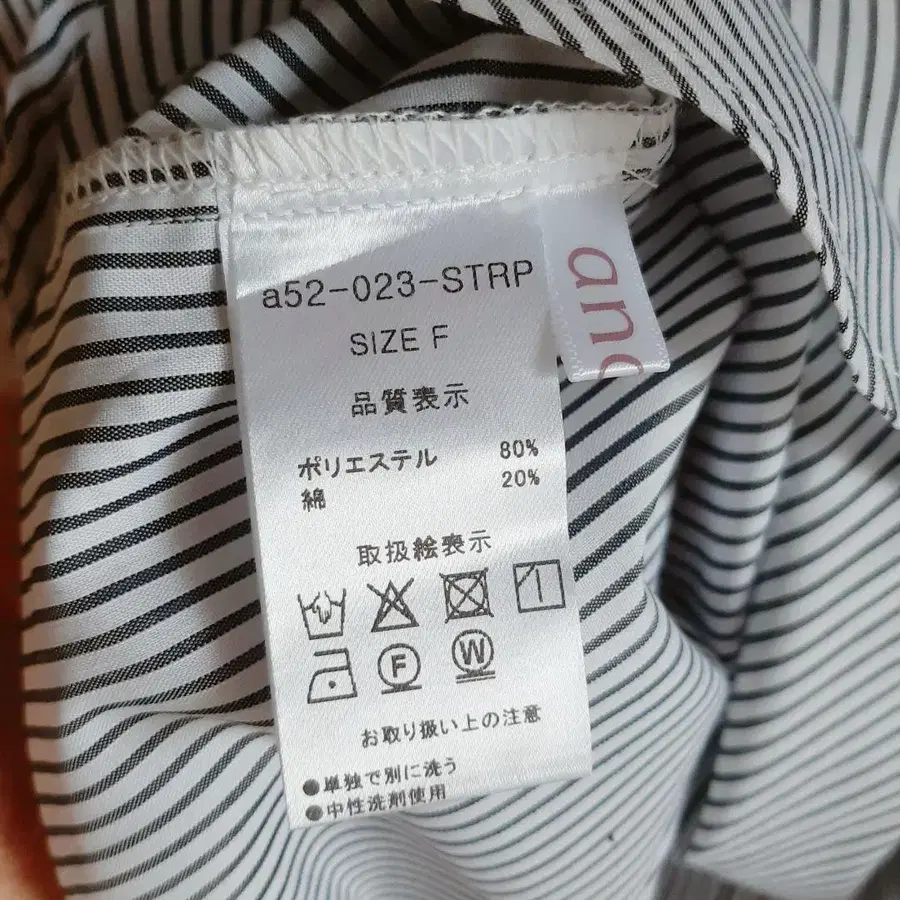 a52-023-STRP
SIZE F
品質表示
ポリエステル 80%
綿 20%
取扱絵表示
F
W
お取り扱い上の注意
●単独で別に洗う
●中性洗剤使用